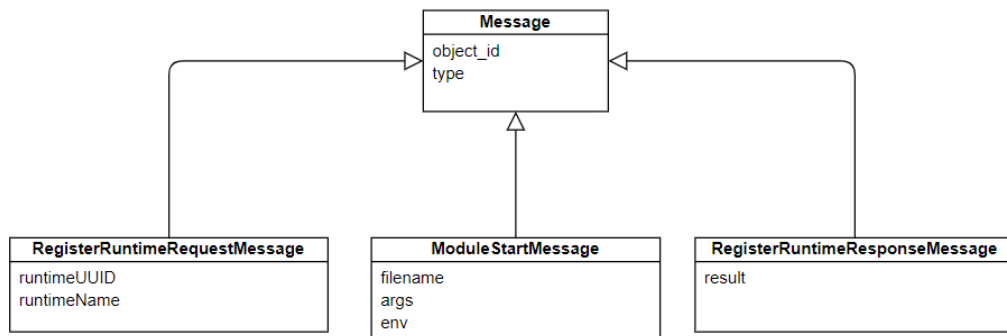 Message
object_id
type
RegisterRuntimeRequestMessage
runtimeUUID
runtimeName
ModuleStartMessage
filename
args
env
RegisterRuntimeResponseMessage
result